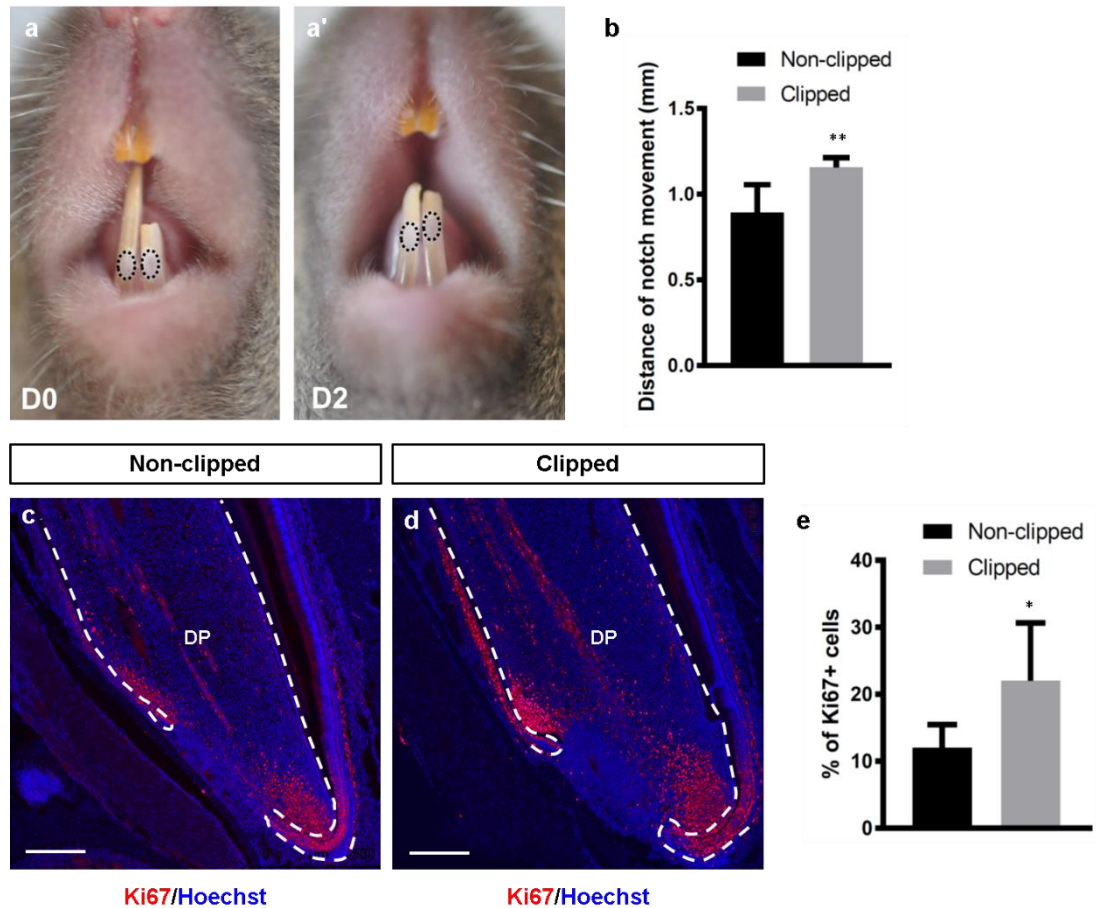 a
a'
D0
D2
b
Non-clipped
Clipped
**
Distance of notch movement (mm)
1.5
1.0
0.5
0.0
Non-clipped
Clipped
c
DP
d
DP
Ki67/Hoechst
Ki67/Hoechst
e
Non-clipped
Clipped
*
% of Ki67+ cells
40
30
20
10
0